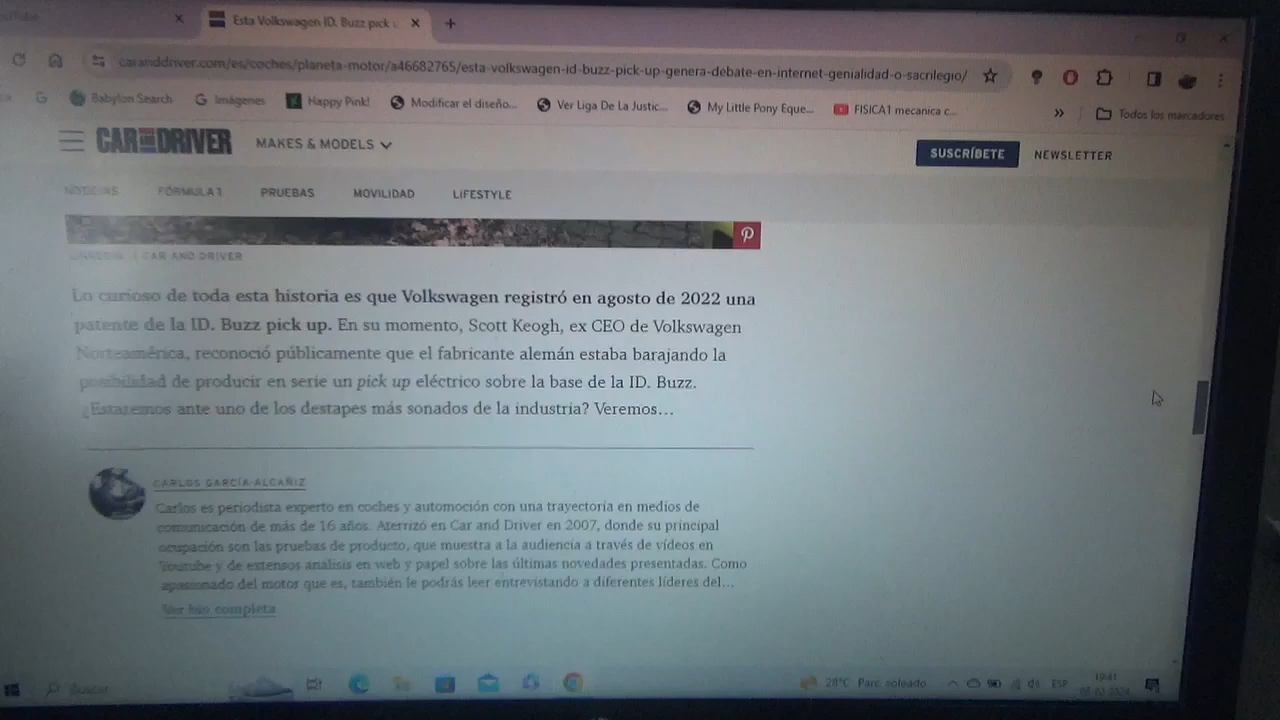 YouTube
Esta Volkswagen ID. Buzz pick u
caranddriver.com/es/coches/planeta-motor/a46682765/esta-volkswagen-id-buzz-pick-up-genera-debate-en-internet-genialidad-o-sacrilegio/
Babylon Search Imágenes Happy Pink! Modificar el diseño... Ver Liga De La Justic... My Little Pony Eque... FISICA1 mecanica c... » Todos los marcadores
CAR AND DRIVER MAKES & MODELS SUSCRÍBETE NEWSLETTER
NOTICIAS FÓRMULA 1 PRUEBAS MOVILIDAD LIFESTYLE
LINKEDIN | CAR AND DRIVER
Lo curioso de toda esta historia es que Volkswagen registró en agosto de 2022 una
patente de la ID. Buzz pick up. En su momento, Scott Keogh, ex CEO de Volkswagen
Norteamérica, reconoció públicamente que el fabricante alemán estaba barajando la
posibilidad de producir en serie un pick up eléctrico sobre la base de la ID. Buzz.
¿Estaremos ante uno de los destapes más sonados de la industria? Veremos…
CARLOS GARCÍA-ALCAÑIZ
Carlos es periodista experto en coches y automoción con una trayectoria en medios de
comunicación de más de 16 años. Aterrizó en Car and Driver en 2007, donde su principal
ocupación son las pruebas de producto, que muestra a la audiencia a través de vídeos en
Youtube y de extensos análisis en web y papel sobre las últimas novedades presentadas. Como
apasionado del motor que es, también le podrás leer entrevistando a diferentes líderes del…
Ver bio completa
Buscar 28°C Parc. soleado ESP 19:41